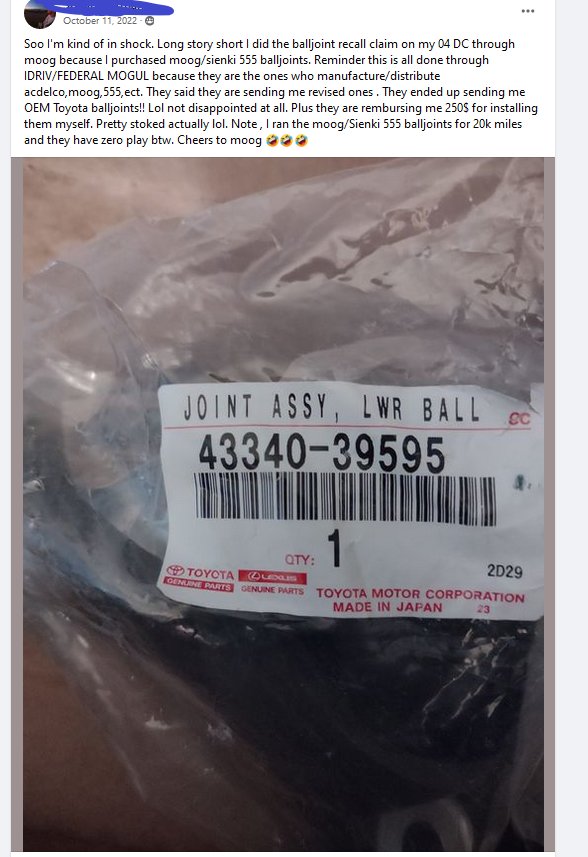 October 11, 2022 ·
Soo I'm kind of in shock. Long story short I did the balljoint recall claim on my 04 DC through
moog because I purchased moog/sienki 555 balljoints. Reminder this is all done through
IDRIV/FEDERAL MOGUL because they are the ones who manufacture/distribute
acdelco,moog,555,ect. They said they are sending me revised ones . They ended up sending me
OEM Toyota balljoints!! Lol not disappointed at all. Plus they are rembursing me 250$ for installing
them myself. Pretty stoked actually lol. Note , I ran the moog/Sienki 555 balljoints for 20k miles
and they have zero play btw. Cheers to moog 🤣🤣🤣
JOINT ASSY, LWR BALL
43340-39595
QTY: 1
2D29
TOYOTA LEXUS
GENUINE PARTS GENUINE PARTS
TOYOTA MOTOR CORPORATION
MADE IN JAPAN 23